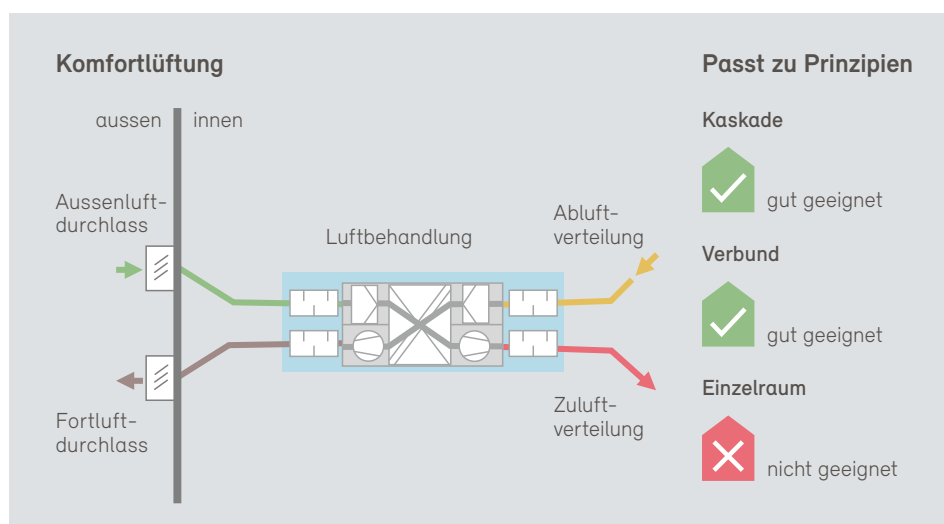 Komfortlüftung
aussen
innen
Aussenluft-
durchlass
Luftbehandlung
Abluft-
verteilung
Fortluft-
durchlass
Zuluft-
verteilung
Passt zu Prinzipien
Kaskade
gut geeignet
Verbund
gut geeignet
Einzelraum
nicht geeignet